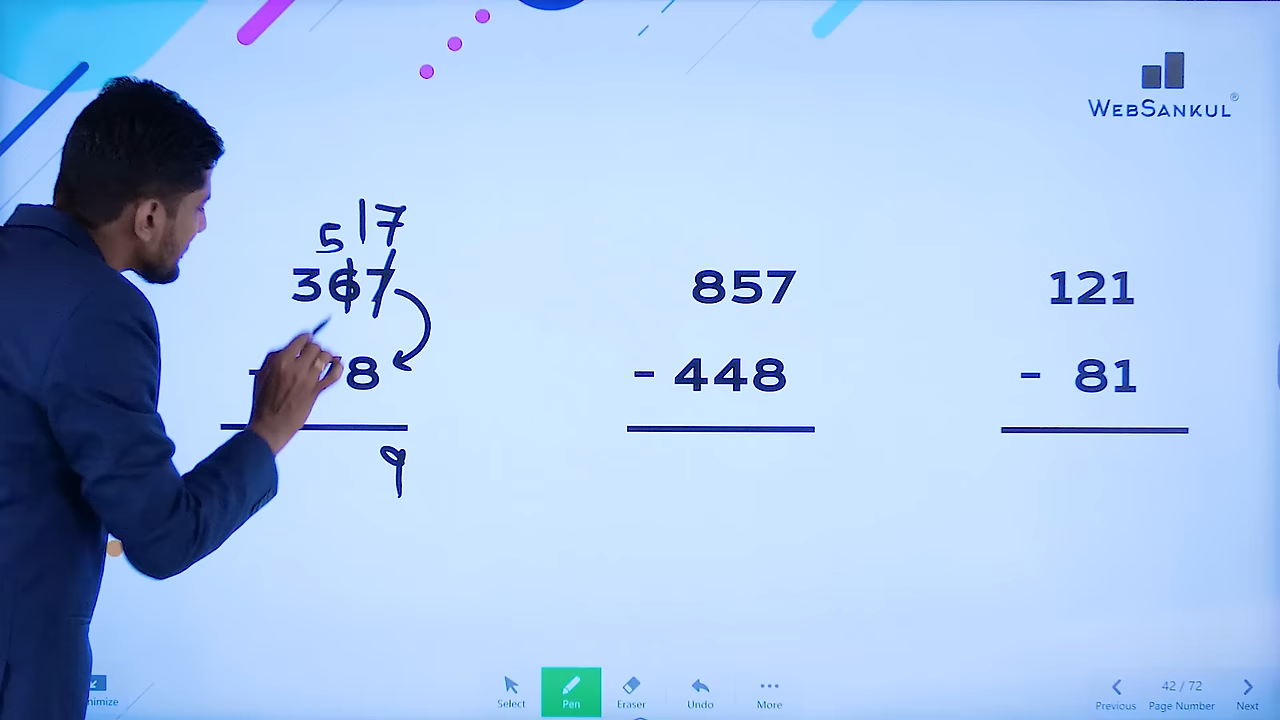 WEBSANKUL®
5 17
367
- 8
9
857
- 448
121
- 81
Select
Pen
Eraser
Undo
More
Previous
42 / 72
Page Number
Next
nimize